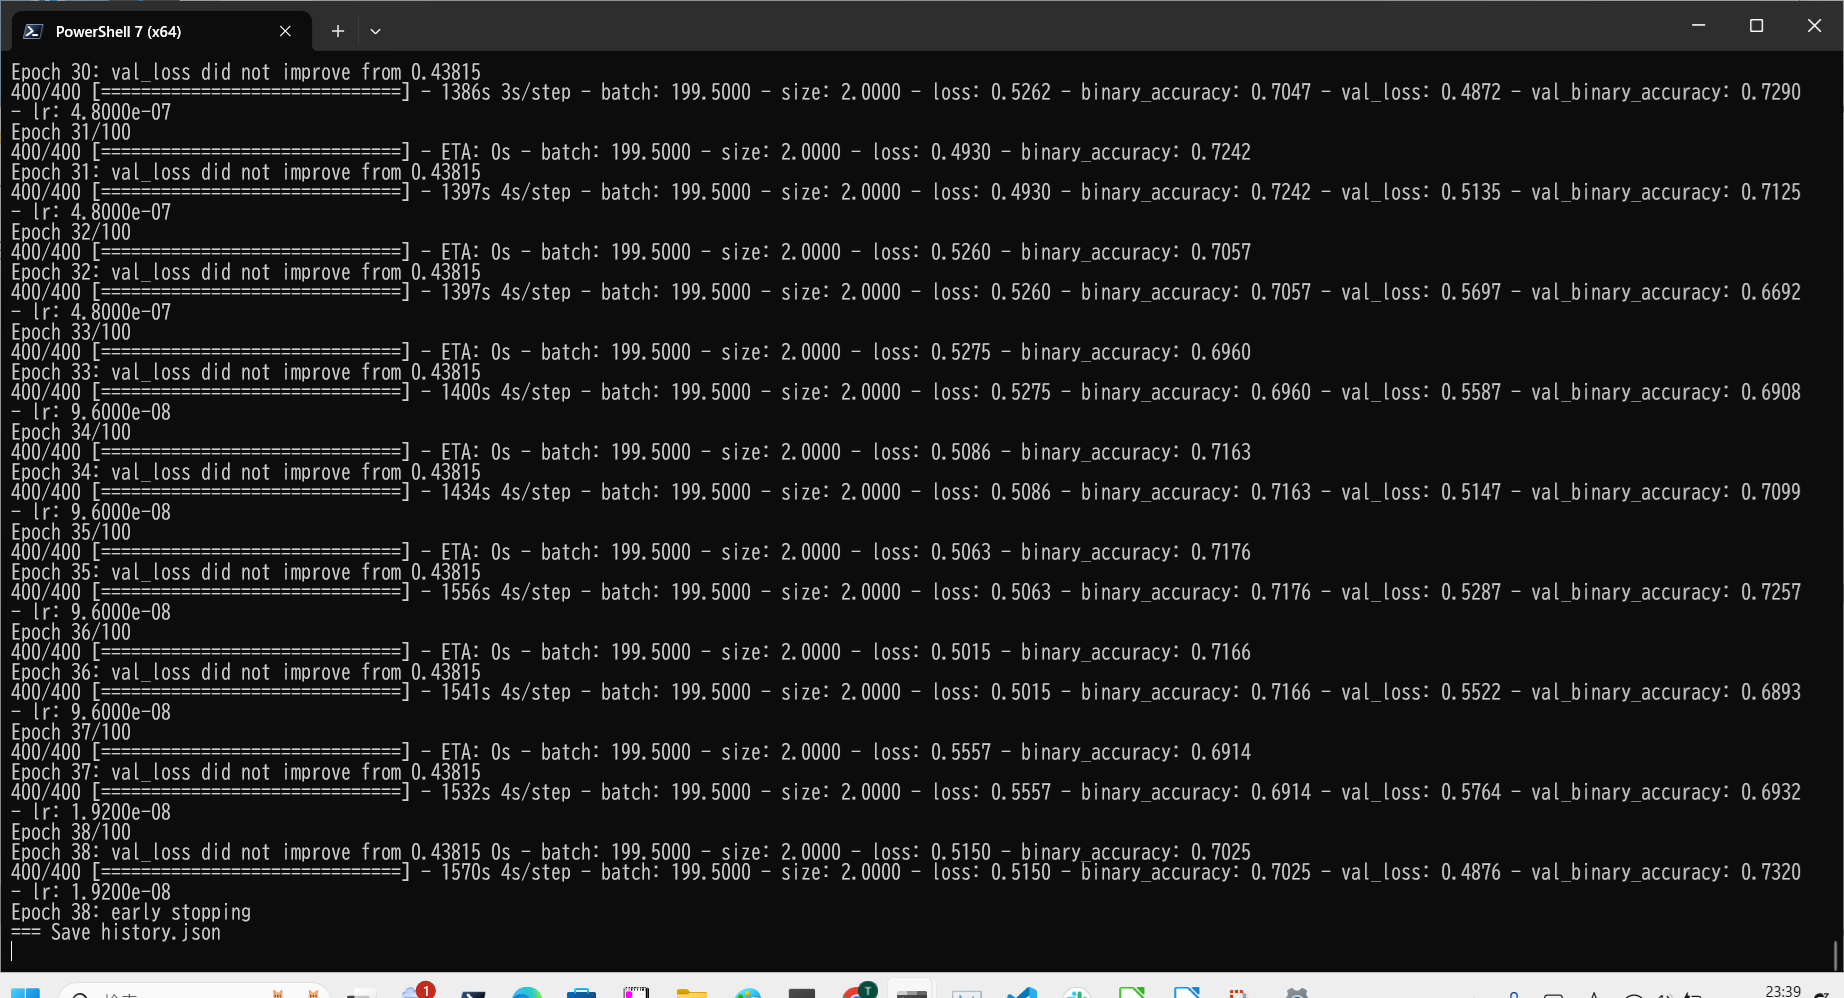 PowerShell 7 (x64)
Epoch 30: val_loss did not improve from 0.43815
400/400 [==============================] - 1386s 3s/step - batch: 199.5000 - size: 2.0000 - loss: 0.5262 - binary_accuracy: 0.7047 - val_loss: 0.4872 - val_binary_accuracy: 0.7290
- lr: 4.8000e-07
Epoch 31/100
400/400 [==============================] - ETA: 0s - batch: 199.5000 - size: 2.0000 - loss: 0.4930 - binary_accuracy: 0.7242
Epoch 31: val_loss did not improve from 0.43815
400/400 [==============================] - 1397s 4s/step - batch: 199.5000 - size: 2.0000 - loss: 0.4930 - binary_accuracy: 0.7242 - val_loss: 0.5135 - val_binary_accuracy: 0.7125
- lr: 4.8000e-07
Epoch 32/100
400/400 [==============================] - ETA: 0s - batch: 199.5000 - size: 2.0000 - loss: 0.5260 - binary_accuracy: 0.7057
Epoch 32: val_loss did not improve from 0.43815
400/400 [==============================] - 1397s 4s/step - batch: 199.5000 - size: 2.0000 - loss: 0.5260 - binary_accuracy: 0.7057 - val_loss: 0.5697 - val_binary_accuracy: 0.6692
- lr: 4.8000e-07
Epoch 33/100
400/400 [==============================] - ETA: 0s - batch: 199.5000 - size: 2.0000 - loss: 0.5275 - binary_accuracy: 0.6960
Epoch 33: val_loss did not improve from 0.43815
400/400 [==============================] - 1400s 4s/step - batch: 199.5000 - size: 2.0000 - loss: 0.5275 - binary_accuracy: 0.6960 - val_loss: 0.5587 - val_binary_accuracy: 0.6908
- lr: 9.6000e-08
Epoch 34/100
400/400 [==============================] - ETA: 0s - batch: 199.5000 - size: 2.0000 - loss: 0.5086 - binary_accuracy: 0.7163
Epoch 34: val_loss did not improve from 0.43815
400/400 [==============================] - 1434s 4s/step - batch: 199.5000 - size: 2.0000 - loss: 0.5086 - binary_accuracy: 0.7163 - val_loss: 0.5147 - val_binary_accuracy: 0.7099
- lr: 9.6000e-08
Epoch 35/100
400/400 [==============================] - ETA: 0s - batch: 199.5000 - size: 2.0000 - loss: 0.5063 - binary_accuracy: 0.7176
Epoch 35: val_loss did not improve from 0.43815
400/400 [==============================] - 1556s 4s/step - batch: 199.5000 - size: 2.0000 - loss: 0.5063 - binary_accuracy: 0.7176 - val_loss: 0.5287 - val_binary_accuracy: 0.7257
- lr: 9.6000e-08
Epoch 36/100
400/400 [==============================] - ETA: 0s - batch: 199.5000 - size: 2.0000 - loss: 0.5015 - binary_accuracy: 0.7166
Epoch 36: val_loss did not improve from 0.43815
400/400 [==============================] - 1541s 4s/step - batch: 199.5000 - size: 2.0000 - loss: 0.5015 - binary_accuracy: 0.7166 - val_loss: 0.5522 - val_binary_accuracy: 0.6893
- lr: 9.6000e-08
Epoch 37/100
400/400 [==============================] - ETA: 0s - batch: 199.5000 - size: 2.0000 - loss: 0.5557 - binary_accuracy: 0.6914
Epoch 37: val_loss did not improve from 0.43815
400/400 [==============================] - 1532s 4s/step - batch: 199.5000 - size: 2.0000 - loss: 0.5557 - binary_accuracy: 0.6914 - val_loss: 0.5764 - val_binary_accuracy: 0.6932
- lr: 1.9200e-08
Epoch 38/100
Epoch 38: val_loss did not improve from 0.43815 0s - batch: 199.5000 - size: 2.0000 - loss: 0.5150 - binary_accuracy: 0.7025
400/400 [==============================] - 1570s 4s/step - batch: 199.5000 - size: 2.0000 - loss: 0.5150 - binary_accuracy: 0.7025 - val_loss: 0.4876 - val_binary_accuracy: 0.7320
- lr: 1.9200e-08
Epoch 38: early stopping
=== Save history.json
1
T
23:39